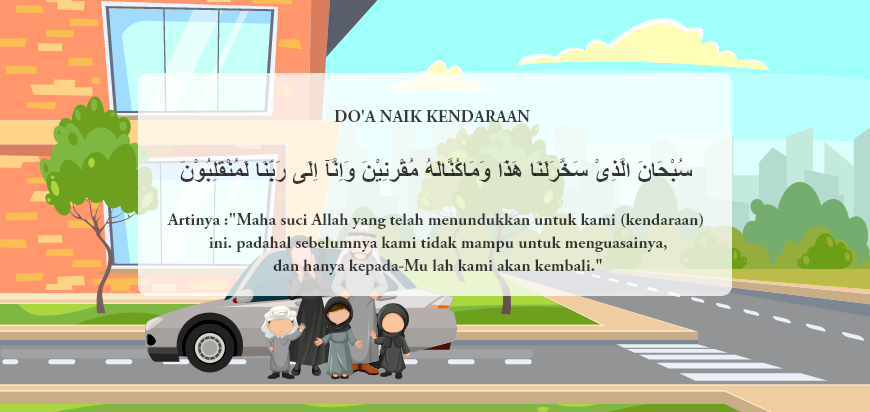 DO'A NAIK KENDARAAN
سُبْحَانَ الَّذِىْ سَخَّرَلَنَا هٰذَا وَمَاكُنَّالَهُ مُقْرِنِيْنَ وَاِنَّآ اِلَى رَبِّنَا لَمُنْقَلِبُوْنَ
Artinya :"Maha suci Allah yang telah menundukkan untuk kami (kendaraan)
ini. padahal sebelumnya kami tidak mampu untuk menguasainya,
dan hanya kepada-Mu lah kami akan kembali."